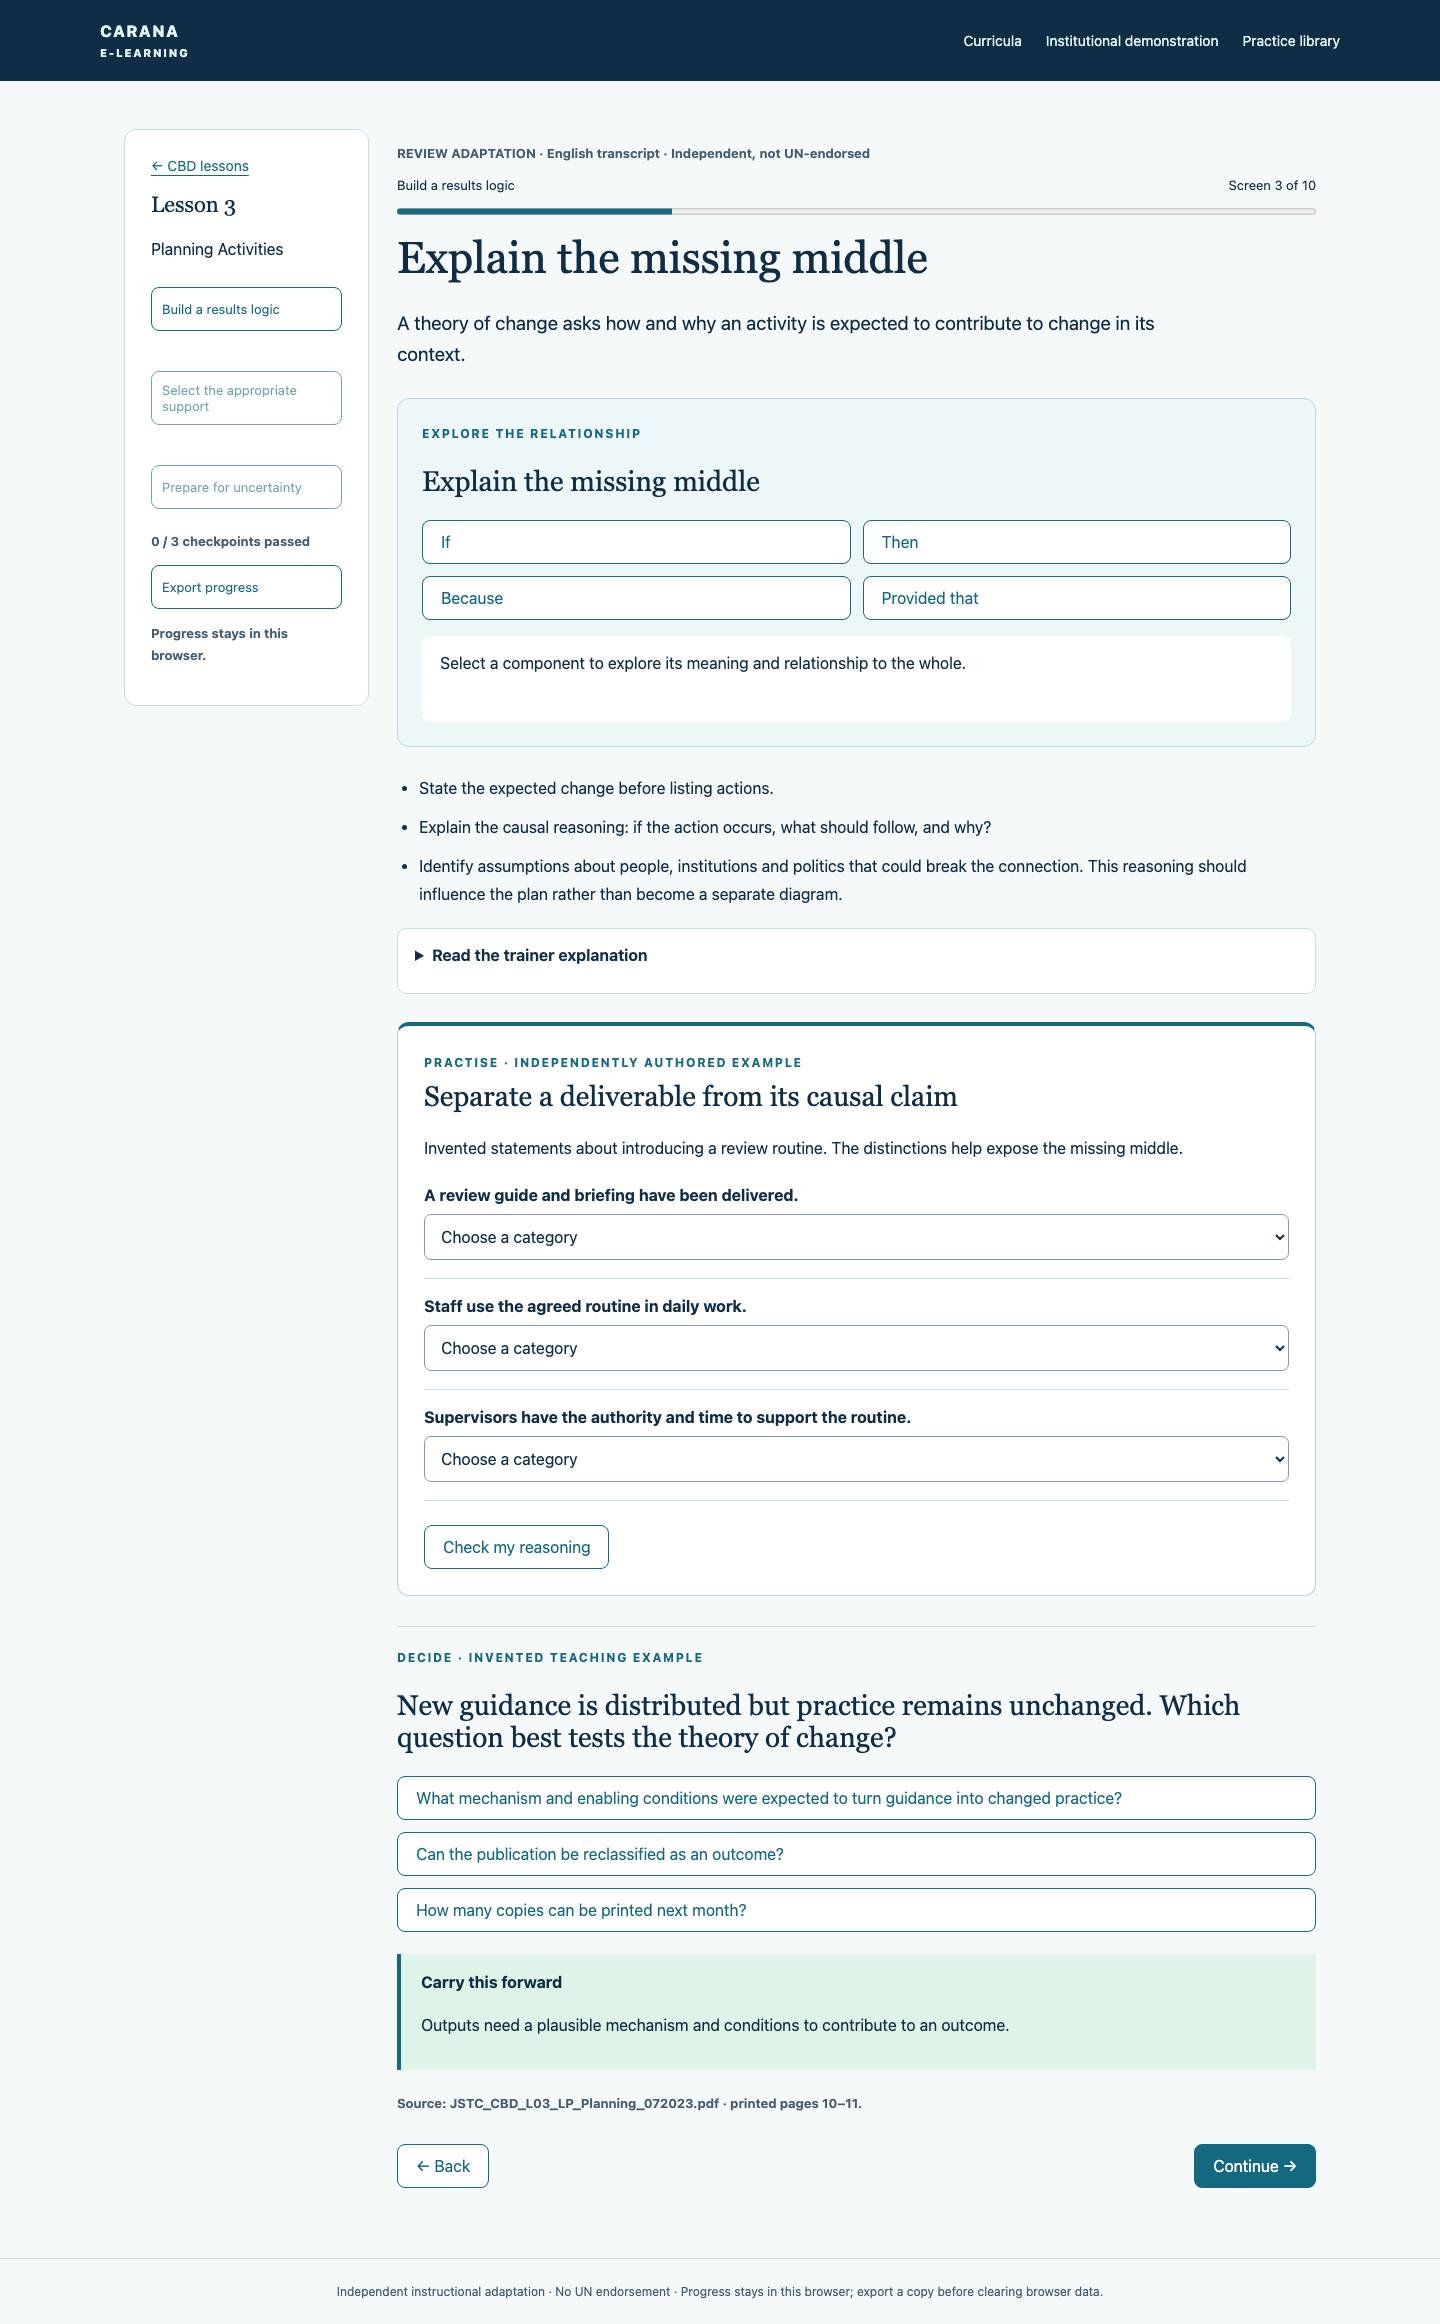 CARANA
E-LEARNING
Curricula
Institutional demonstration
Practice library
← CBD lessons
Lesson 3
Planning Activities
Build a results logic
Select the appropriate
support
Prepare for uncertainty
0 / 3 checkpoints passed
Export progress
Progress stays in this
browser.
REVIEW ADAPTATION · English transcript · Independent, not UN-endorsed
Build a results logic
Screen 3 of 10
Explain the missing middle
A theory of change asks how and why an activity is expected to contribute to change in its
context.
EXPLORE THE RELATIONSHIP
Explain the missing middle
If
Then
Because
Provided that
Select a component to explore its meaning and relationship to the whole.
• State the expected change before listing actions.
• Explain the causal reasoning: if the action occurs, what should follow, and why?
• Identify assumptions about people, institutions and politics that could break the connection. This reasoning should
influence the plan rather than become a separate diagram.
▶ Read the trainer explanation
PRACTISE · INDEPENDENTLY AUTHORED EXAMPLE
Separate a deliverable from its causal claim
Invented statements about introducing a review routine. The distinctions help expose the missing middle.
A review guide and briefing have been delivered.
Choose a category
Staff use the agreed routine in daily work.
Choose a category
Supervisors have the authority and time to support the routine.
Choose a category
Check my reasoning
DECIDE · INVENTED TEACHING EXAMPLE
New guidance is distributed but practice remains unchanged. Which
question best tests the theory of change?
What mechanism and enabling conditions were expected to turn guidance into changed practice?
Can the publication be reclassified as an outcome?
How many copies can be printed next month?
Carry this forward
Outputs need a plausible mechanism and conditions to contribute to an outcome.
Source: JSTC_CBD_L03_LP_Planning_072023.pdf · printed pages 10–11.
← Back
Continue →
Independent instructional adaptation · No UN endorsement · Progress stays in this browser; export a copy before clearing browser data.